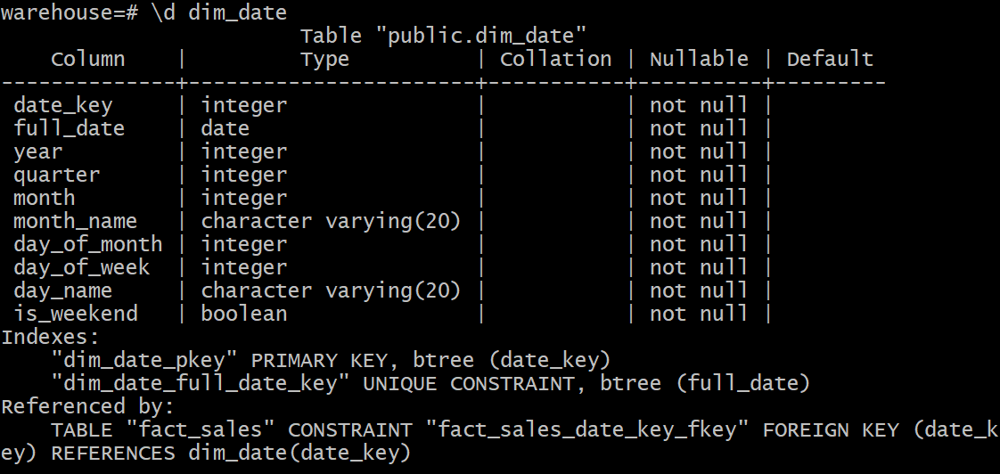 warehouse=# \d dim_date
                        Table "public.dim_date"
    Column    |         Type          | Collation | Nullable | Default
--------------+-----------------------+-----------+----------+---------
 date_key     | integer               |           | not null |
 full_date    | date                  |           | not null |
 year         | integer               |           | not null |
 quarter      | integer               |           | not null |
 month        | integer               |           | not null |
 month_name   | character varying(20) |           | not null |
 day_of_month | integer               |           | not null |
 day_of_week  | integer               |           | not null |
 day_name     | character varying(20) |           | not null |
 is_weekend   | boolean               |           | not null |
Indexes:
    "dim_date_pkey" PRIMARY KEY, btree (date_key)
    "dim_date_full_date_key" UNIQUE CONSTRAINT, btree (full_date)
Referenced by:
    TABLE "fact_sales" CONSTRAINT "fact_sales_date_key_fkey" FOREIGN KEY (date_k
ey) REFERENCES dim_date(date_key)